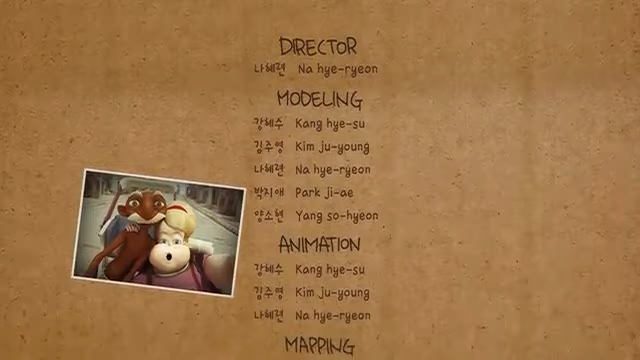 DIRECTOR
나혜련 Na hye-ryeon
MODELING
강혜수 Kang hye-su
김주영 Kim ju-young
나혜련 Na hye-ryeon
박지애 Park ji-ae
양소현 Yang so-hyeon
ANIMATION
강혜수 Kang hye-su
김주영 Kim ju-young
나혜련 Na hye-ryeon
MAPPING